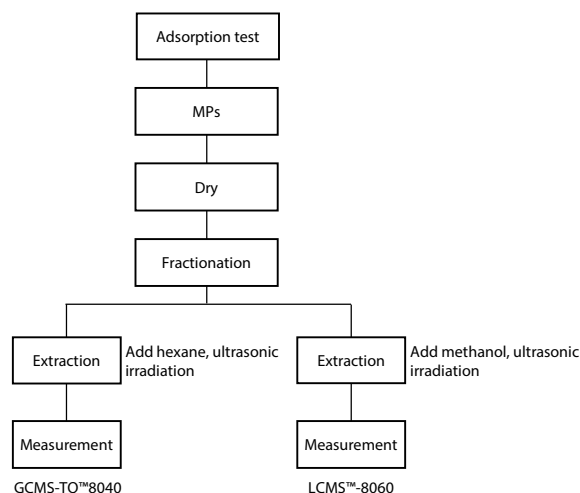 Adsorption test
MPs
Dry
Fractionation
Extraction
Add hexane, ultrasonic
irradiation
Extraction
Add methanol, ultrasonic
irradiation
Measurement
Measurement
GCMS-TO™8040
LCMS™-8060